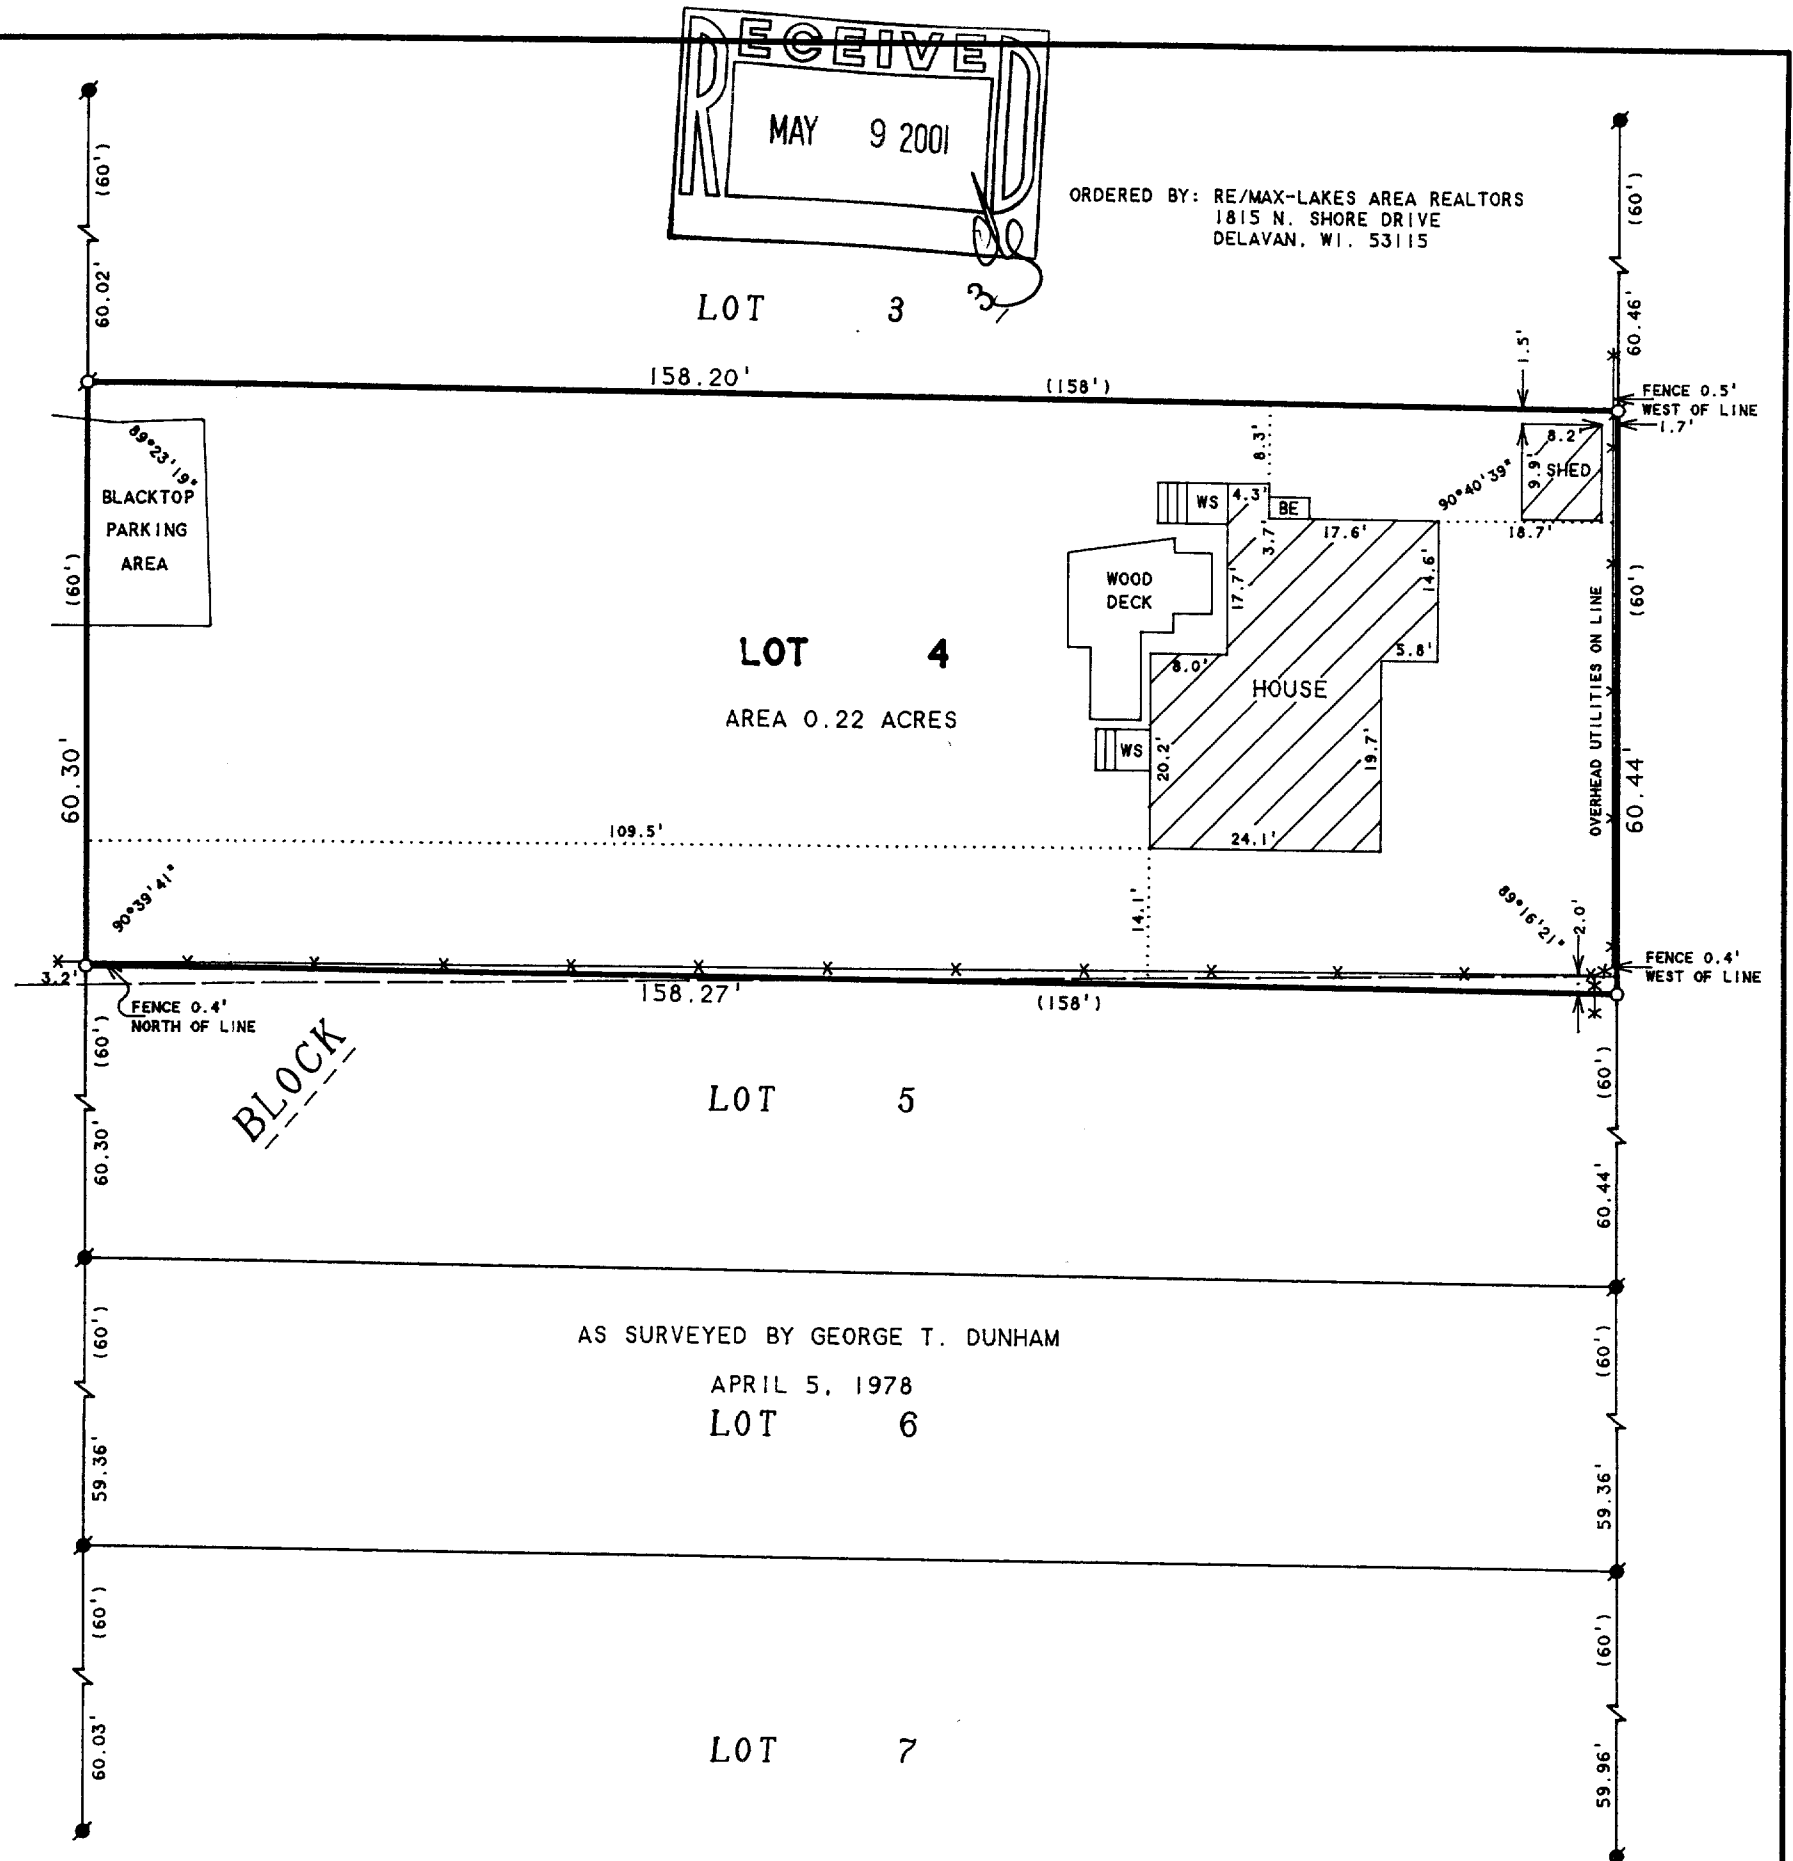 RECEIVED
MAY 9 2001
ORDERED BY: RE/MAX-LAKES AREA REALTORS
1815 N. SHORE DRIVE
DELAVAN, WI. 53115
(60')
(60')
60.02'
60.46'
LOT 3
1.5'
158.20'
(158')
FENCE 0.5'
WEST OF LINE
1.7'
89°23'19"
BLACKTOP
PARKING
AREA
8.3'
8.2'
9.9'
SHED
90°40'39"
18.7'
WS
4.3'
BE
3.7'
17.6'
17.7'
14.6'
WOOD
DECK
(60')
(60')
OVERHEAD UTILITIES ON LINE
LOT 4
8.0'
5.8'
HOUSE
AREA 0.22 ACRES
WS
20.2'
19.7'
60.30'
60.44'
109.5'
24.1'
90°39'41"
14.1'
89°16'21"
2.0'
FENCE 0.4'
WEST OF LINE
3.2'
158.27'
(158')
FENCE 0.4'
NORTH OF LINE
(60')
(60')
BLOCK
LOT 5
60.30'
60.44'
(60')
(60')
AS SURVEYED BY GEORGE T. DUNHAM
APRIL 5, 1978
LOT 6
59.36'
59.36'
(60')
(60')
LOT 7
60.03'
59.96'